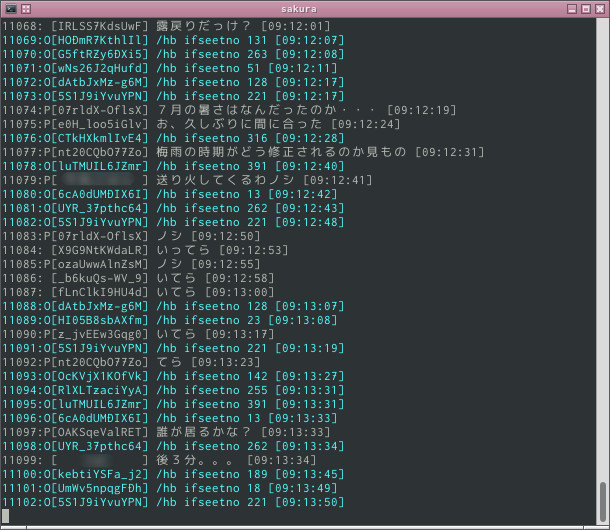 sakura
11068: [IRLSS7KdsUwF] 露戻りだっけ？ [09:12:01]
11069:O[HOÐmR7KthlIl] /hb ifseetno 131 [09:12:07]
11070:O[G5ftRZy6ÐXi5] /hb ifseetno 263 [09:12:08]
11071:O[wNs26J2qHufd] /hb ifseetno 51 [09:12:11]
11072:O[dAtbJxMz-g6M] /hb ifseetno 128 [09:12:17]
11073:O[5S1J9iYvuYPN] /hb ifseetno 221 [09:12:17]
11074:P[07rldX-OflsX] ７月の暑さはなんだったのか・・・ [09:12:19]
11075:P[e0H_loo5iGlv] お、久しぶりに間に合った [09:12:24]
11076:O[CTkHXkmlIvE4] /hb ifseetno 316 [09:12:28]
11077:P[nt20CQbO77Zo] 梅雨の時期がどう修正されるのか見もの [09:12:31]
11078:O[luTMUIL6JZmr] /hb ifseetno 391 [09:12:40]
11079:P[ ] 送り火してくるわノシ [09:12:41]
11080:O[6cA0dUMÐIX6I] /hb ifseetno 13 [09:12:42]
11081:O[UYR_37pthc64] /hb ifseetno 262 [09:12:43]
11082:O[5S1J9iYvuYPN] /hb ifseetno 221 [09:12:48]
11083:P[07rldX-OflsX] ノシ [09:12:50]
11084: [X9G9NtKWdaLR] いってら [09:12:53]
11085:P[ozaUwwAlnZsM] ノシ [09:12:55]
11086: [_b6kuQs-WV_9] いてら [09:12:58]
11087: [fLnClkI9HU4d] いてら [09:13:00]
11088:O[dAtbJxMz-g6M] /hb ifseetno 128 [09:13:07]
11089:O[HI05B8sbAXfm] /hb ifseetno 23 [09:13:08]
11090:P[z_jvEEw3Gqg0] いてら [09:13:17]
11091:O[5S1J9iYvuYPN] /hb ifseetno 221 [09:13:19]
11092:P[nt20CQbO77Zo] てら [09:13:23]
11093:O[OcKVjX1KOfVk] /hb ifseetno 142 [09:13:27]
11094:O[RlXLTzaciYyA] /hb ifseetno 255 [09:13:31]
11095:O[luTMUIL6JZmr] /hb ifseetno 391 [09:13:31]
11096:O[6cA0dUMÐIX6I] /hb ifseetno 13 [09:13:33]
11097:P[OAKSqeValRET] 誰が居るかな？ [09:13:33]
11098:O[UYR_37pthc64] /hb ifseetno 262 [09:13:34]
11099: [ ] 後３分。。。 [09:13:34]
11100:O[kebtiYSFa_j2] /hb ifseetno 189 [09:13:45]
11101:O[UmWv5npqgFÐh] /hb ifseetno 18 [09:13:49]
11102:O[5S1J9iYvuYPN] /hb ifseetno 221 [09:13:50]